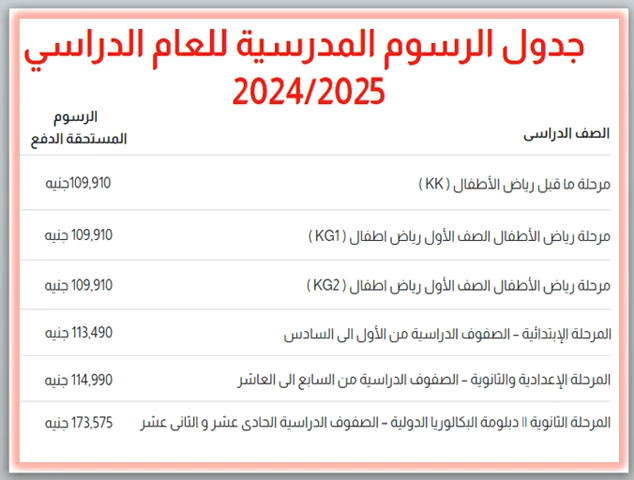 جدول الرسوم المدرسية للعام الدراسي
2024/2025
الصف الدراسى
الرسوم
المستحقة الدفع
مرحلة ما قبل رياض الأطفال ( KK ) 109,910جنيه
مرحلة رياض الأطفال الصف الأول رياض اطفال ( KG1 ) 109,910 جنيه
مرحلة رياض الأطفال الصف الأول رياض اطفال ( KG2 ) 109,910 جنيه
المرحلة الإبتدائية – الصفوف الدراسية من الأول الى السادس 113,490 جنيه
المرحلة الإعدادية والثانوية – الصفوف الدراسية من السابع الى العاشر 114,990 جنيه
المرحلة الثانوية || دبلومة البكالوريا الدولية – الصفوف الدراسية الحادى عشر و الثانى عشر 173,575 جنيه